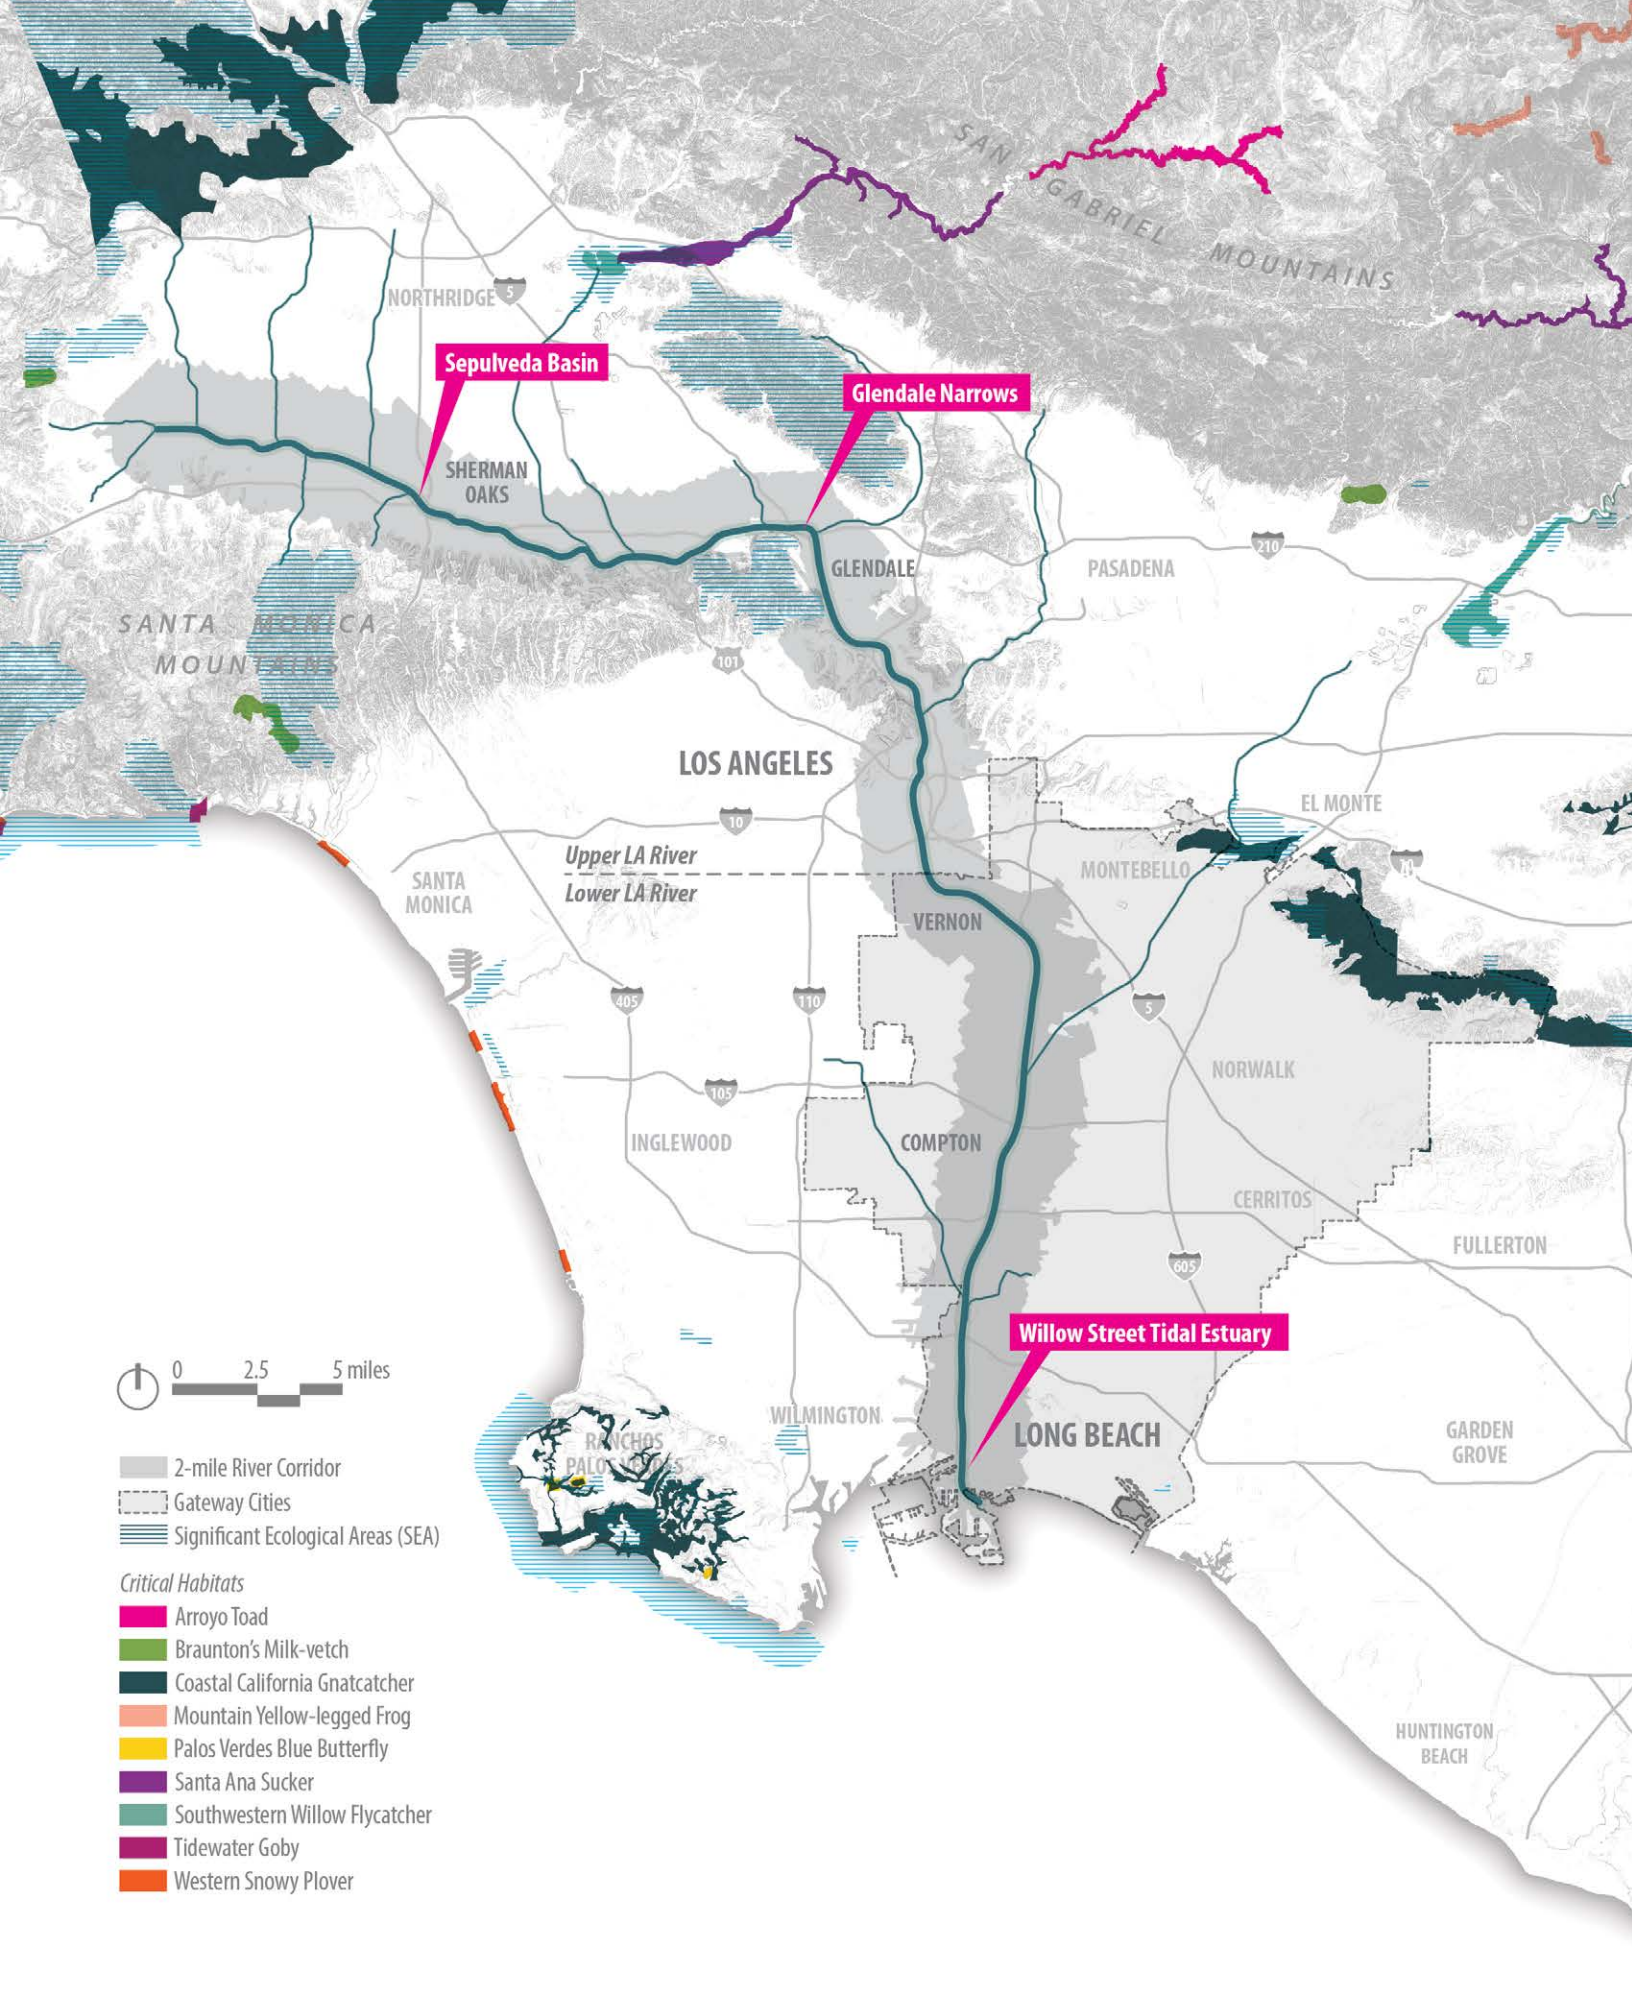 SAN
GABRIEL
MOUNTAINS
NORTHRIDGE
5
Sepulveda Basin
Glendale Narrows
SHERMAN
OAKS
GLENDALE
210
PASADENA
SANTA MONICA
MOUNTAINS
101
LOS ANGELES
10
EL MONTE
Upper LA River
Lower LA River
MONTEBELLO
SANTA
MONICA
VERNON
405
110
5
NORWALK
105
INGLEWOOD
COMPTON
CERRITOS
FULLERTON
605
Willow Street Tidal Estuary
WILMINGTON
LONG BEACH
GARDEN
GROVE
RANCHOS
PALOS VERDES
HUNTINGTON
BEACH
0 2.5 5 miles
2-mile River Corridor
Gateway Cities
Significant Ecological Areas (SEA)
Critical Habitats
Arroyo Toad
Braunton's Milk-vetch
Coastal California Gnatcatcher
Mountain Yellow-legged Frog
Palos Verdes Blue Butterfly
Santa Ana Sucker
Southwestern Willow Flycatcher
Tidewater Goby
Western Snowy Plover